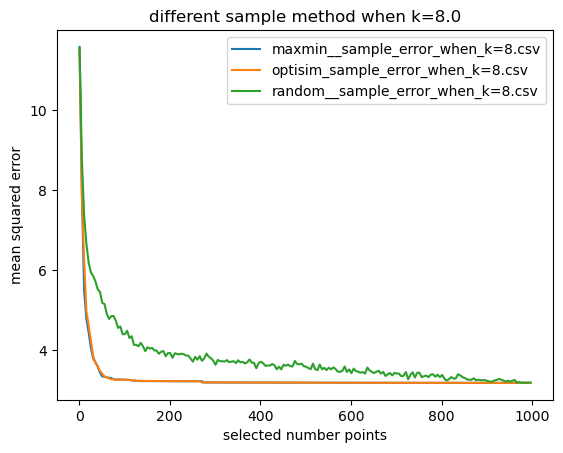 different sample method when k=8.0
maxmin__sample_error_when_k=8.csv
optisim_sample_error_when_k=8.csv
random__sample_error_when_k=8.csv
mean squared error
10
8
6
4
0
200
400
600
800
1000
selected number points